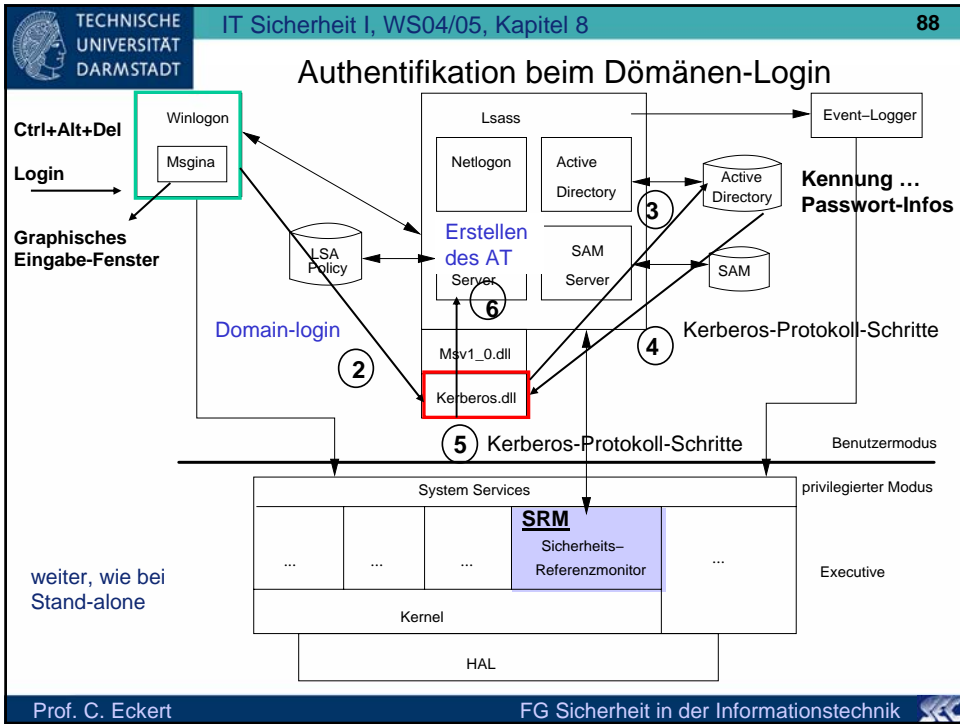 TECHNISCHE
UNIVERSITÄT
DARMSTADT
IT Sicherheit I, WS04/05, Kapitel 8
88
Authentifikation beim Dömänen-Login
Ctrl+Alt+Del
Login
Graphisches
Eingabe-Fenster
Winlogon
Msgina
LSA
Policy
Lsass
Netlogon
Active
Directory
Erstellen
des AT
Server
SAM
Server
Event–Logger
Active
Directory
Kennung …
Passwort-Infos
SAM
3
6
4
Kerberos-Protokoll-Schritte
Domain-login
2
Msv1_0.dll
Kerberos.dll
5
Kerberos-Protokoll-Schritte
Benutzermodus
privilegierter Modus
System Services
...
...
...
SRM
Sicherheits–
Referenzmonitor
...
Executive
weiter, wie bei
Stand-alone
Kernel
HAL
Prof. C. Eckert
FG Sicherheit in der Informationstechnik